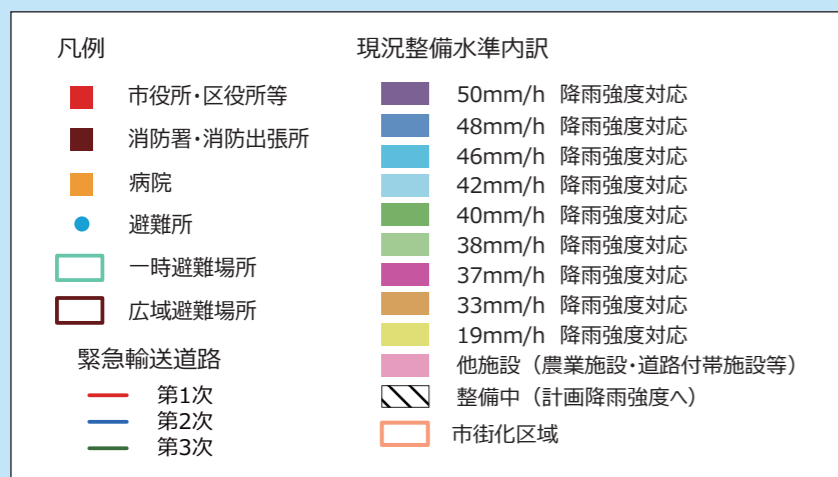 凡例
市役所・区役所等
消防署・消防出張所
病院
避難所
一時避難場所
広域避難場所
緊急輸送道路
第1次
第2次
第3次
現況整備水準内訳
50mm/h 降雨強度対応
48mm/h 降雨強度対応
46mm/h 降雨強度対応
42mm/h 降雨強度対応
40mm/h 降雨強度対応
38mm/h 降雨強度対応
37mm/h 降雨強度対応
33mm/h 降雨強度対応
19mm/h 降雨強度対応
他施設（農業施設・道路付帯施設等）
整備中（計画降雨強度へ）
市街化区域